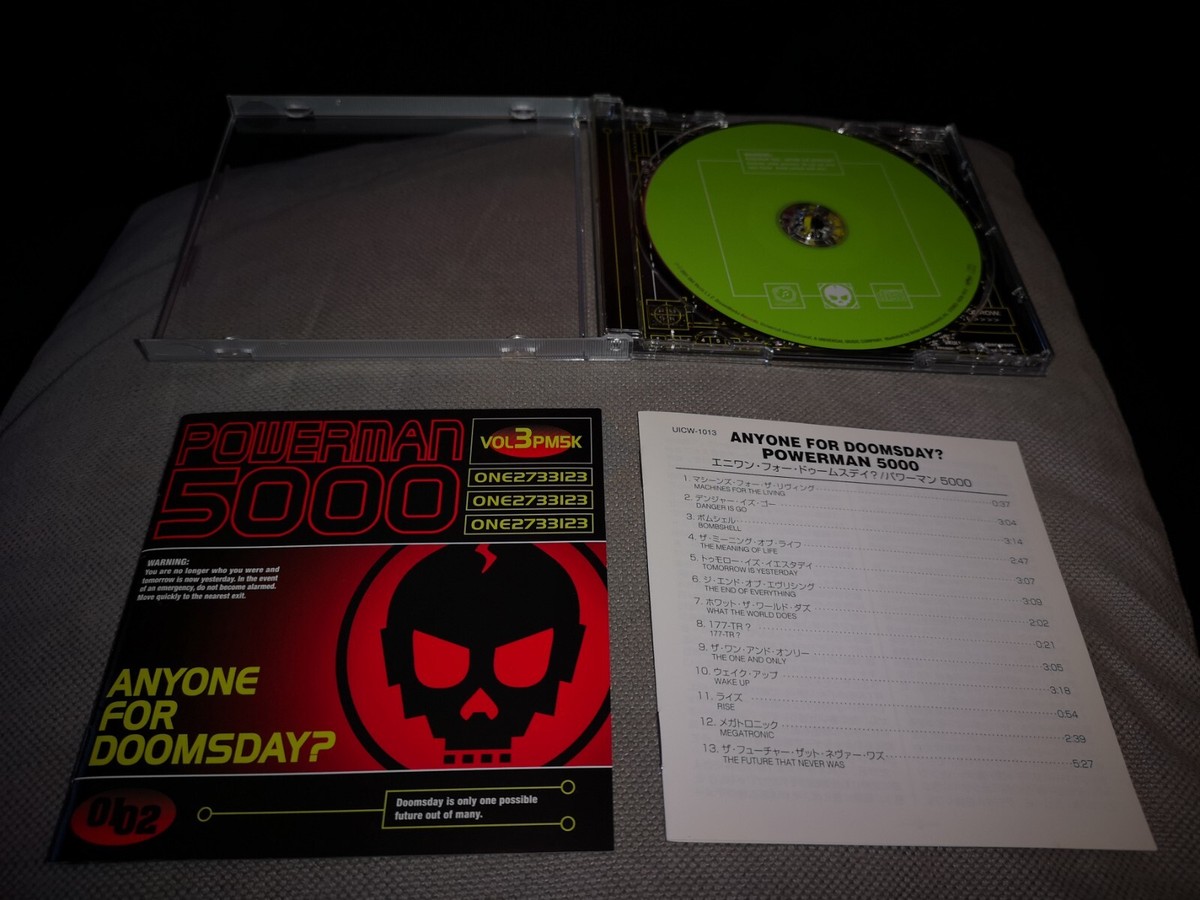 POWERMAN
5000
VOL3PM5K
ONE2733123
ONE2733123
ONE2733123
WARNING:
You are no longer who you were and
tomorrow is now yesterday. In the event
of an emergency, do not become alarmed.
Move quickly to the nearest exit.
ANYONE
FOR
DOOMSDAY?
Doomsday is only one possible
future out of many.
UICW-1013
ANYONE FOR DOOMSDAY?
POWERMAN 5000
エニワン・フォー・ドゥームスデイ?/パワーマン5000
1. マシーンズ・フォー・ザ・リヴィング 0:37
MACHINES FOR THE LIVING
2. デンジャー・イズ・ゴー 3:04
DANGER IS GO
3. ボムシェル 3:14
BOMBSHELL
4. ザ・ミーニング・オブ・ライフ 2:47
THE MEANING OF LIFE
5. トゥモロー・イズ・イエスタデイ 3:07
TOMORROW IS YESTERDAY
6. ジ・エンド・オブ・エヴリシング 3:09
THE END OF EVERYTHING
7. ホワット・ザ・ワールド・ダズ 2:02
WHAT THE WORLD DOES
8. 177-TR ? 0:21
177-TR ?
9. ザ・ワン・アンド・オンリー 3:05
THE ONE AND ONLY
10. ウェイク・アップ 3:18
WAKE UP
11. ライズ 0:54
RISE
12. メガトロニック 2:39
MEGATRONIC
13. ザ・フューチャー・ザット・ネヴァー・ワズ 5:27
THE FUTURE THAT NEVER WAS